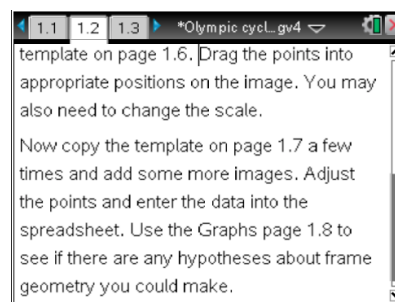 1.1 1.2 1.3 *Olympic cycl...gv4
template on page 1.6. Drag the points into
appropriate positions on the image. You may
also need to change the scale.
Now copy the template on page 1.7 a few
times and add some more images. Adjust
the points and enter the data into the
spreadsheet. Use the Graphs page 1.8 to
see if there are any hypotheses about frame
geometry you could make.